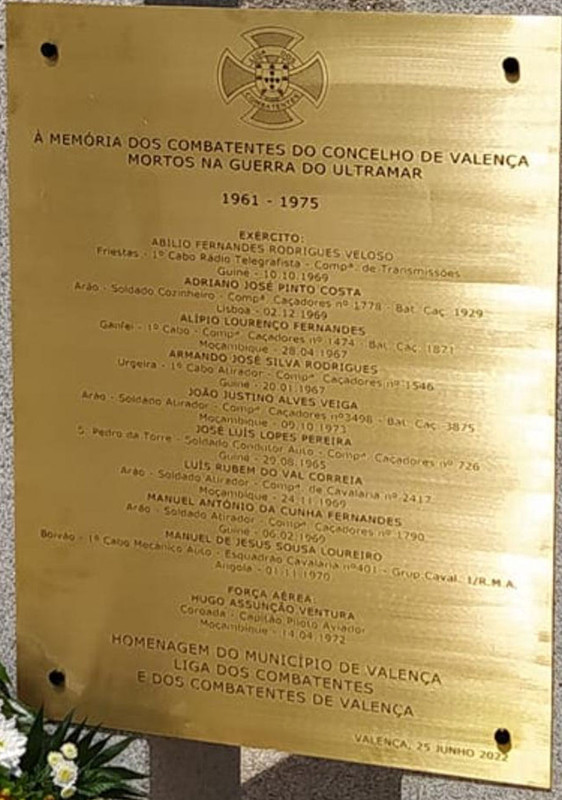 LIGA DOS
COMBATENTES
À MEMÓRIA DOS COMBATENTES DO CONCELHO DE VALENÇA
MORTOS NA GUERRA DO ULTRAMAR
1961 - 1975
EXÉRCITO:
ABÍLIO FERNANDES RODRIGUES VELOSO
Friestas - 1º Cabo Rádio Telegrafista - Compª. de Transmissões
Guiné - 10.10.1969
ADRIANO JOSÉ PINTO COSTA
Arão - Soldado Cozinheiro - Compª. Caçadores nº 1778 - Bat. Caç. 1929
Lisboa - 02.12.1969
ALÍPIO LOURENÇO FERNANDES
Ganfei - 1º Cabo - Compª. Caçadores nº 1474 - Bat. Caç. 1871
Moçambique - 28.04.1967
ARMANDO JOSÉ SILVA RODRIGUES
Urgeira - 1º Cabo Atirador - Compª. Caçadores nº 1546
Guiné - 20.01.1967
JOÃO JUSTINO ALVES VEIGA
Arão - Soldado Atirador - Compª. Caçadores nº3498 - Bat. Caç. 3875
Moçambique - 09.10.1973
JOSÉ LUÍS LOPES PEREIRA
S. Pedro da Torre - Soldado Condutor Auto - Compª. Caçadores nº 726
Guiné - 20.08.1965
LUÍS RUBEM DO VAL CORREIA
Arão - Soldado Atirador - Compª. de Cavalaria nº 2417
Moçambique - 24.11.1969
MANUEL ANTÓNIO DA CUNHA FERNANDES
Arão - Soldado Atirador - Compª. Caçadores nº 1790
Guiné - 06.02.1969
MANUEL DE JESUS SOUSA LOUREIRO
Boivão - 1º Cabo Mecânico Auto - Esquadrão Cavalaria nº401 - Grup.Caval. 1/R.M.A.
Angola - 01.11.1970
FORÇA AÉREA:
HUGO ASSUNÇÃO VENTURA
Coroada - Capitão Piloto Aviador
Moçambique - 14.04.1972
HOMENAGEM DO MUNICÍPIO DE VALENÇA
LIGA DOS COMBATENTES
E DOS COMBATENTES DE VALENÇA
VALENÇA, 25 JUNHO 2022